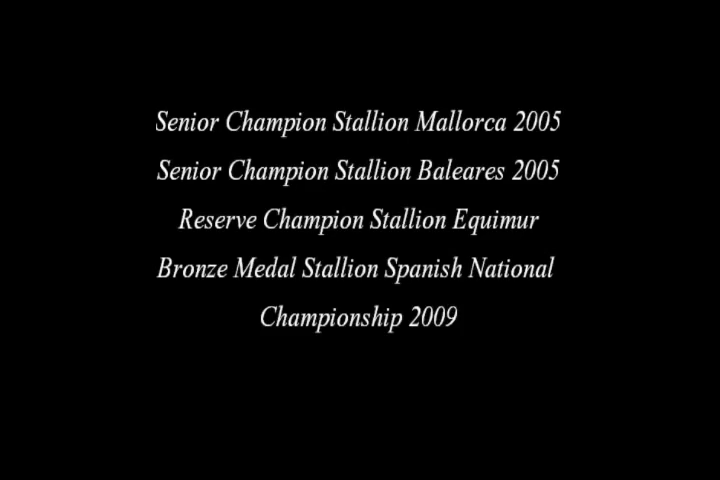 Senior Champion Stallion Mallorca 2005
Senior Champion Stallion Baleares 2005
Reserve Champion Stallion Equimur
Bronze Medal Stallion Spanish National
Championship 2009